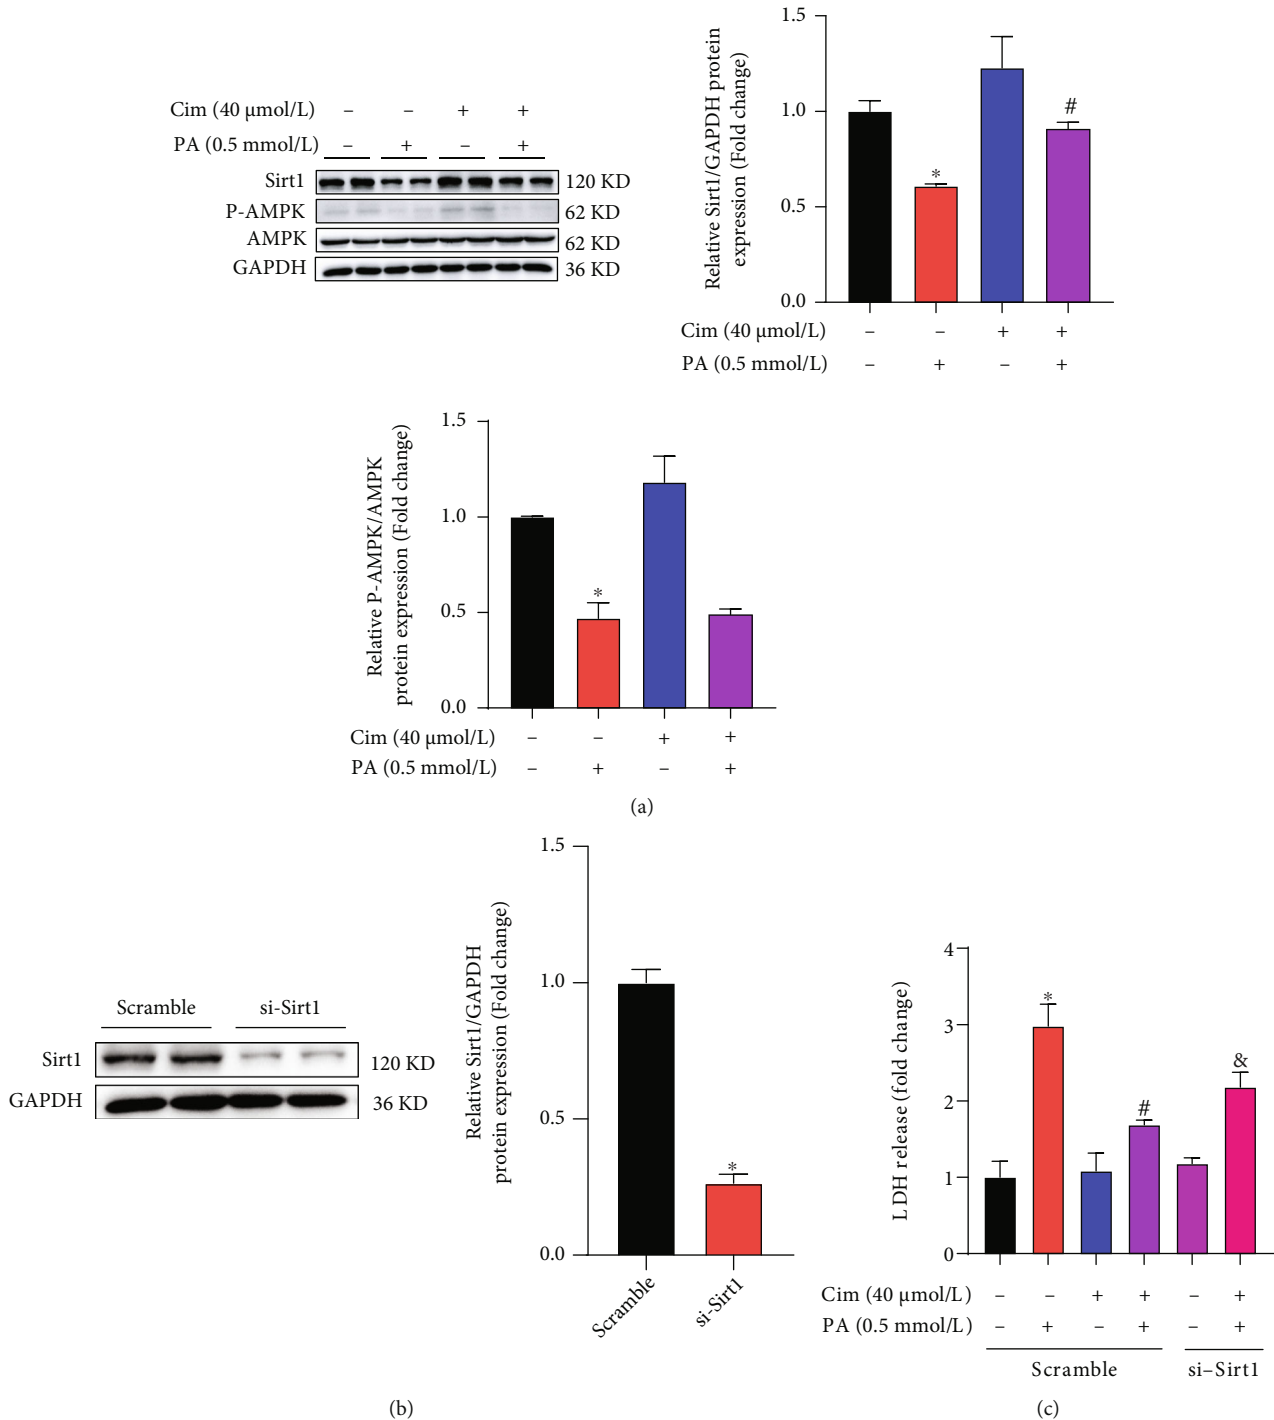 Cim (40 μmol/L) – – + +
PA (0.5 mmol/L) – + – +
Sirt1 120 KD
P-AMPK 62 KD
AMPK 62 KD
GAPDH 36 KD
Relative Sirt1/GAPDH protein
expression (Fold change)
1.5
1.0
0.5
0.0
*
#
Cim (40 μmol/L) – – + +
PA (0.5 mmol/L) – + – +
Relative P-AMPK/AMPK
protein expression (Fold change)
1.5
1.0
0.5
0.0
*
Cim (40 μmol/L) – – + +
PA (0.5 mmol/L) – + – +
(a)
Scramble si-Sirt1
Sirt1 120 KD
GAPDH 36 KD
Relative Sirt1/GAPDH
protein expression (Fold change)
1.5
1.0
0.5
0.0
*
Scramble
si-Sirt1
(b)
LDH release (fold change)
4
3
2
1
0
*
#
&
Cim (40 μmol/L) – – + + – +
PA (0.5 mmol/L) – + – + – +
Scramble si–Sirt1
(c)